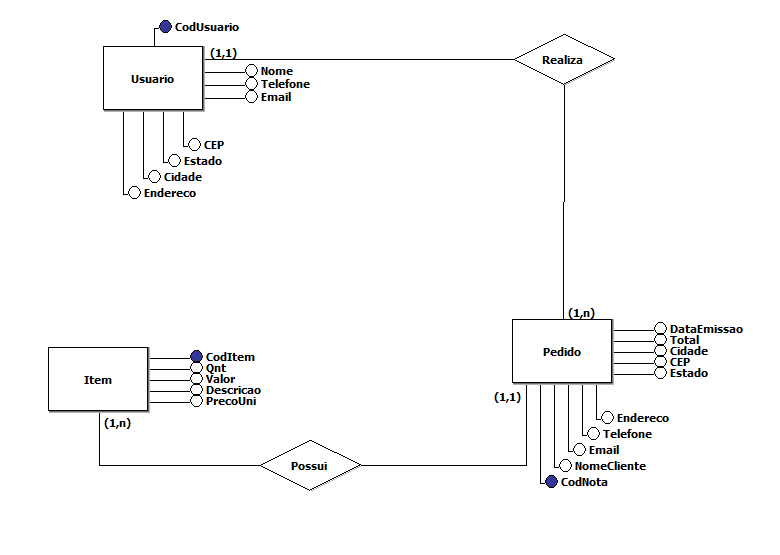 CodUsuario
(1,1)
Usuario
Nome
Telefone
Email
CEP
Estado
Cidade
Endereco
Realiza
(1,n)
Pedido
DataEmissao
Total
Cidade
CEP
Estado
Item
CodItem
Qnt
Valor
Descricao
PrecoUni
(1,n)
Possui
(1,1)
Endereco
Telefone
Email
NomeCliente
CodNota